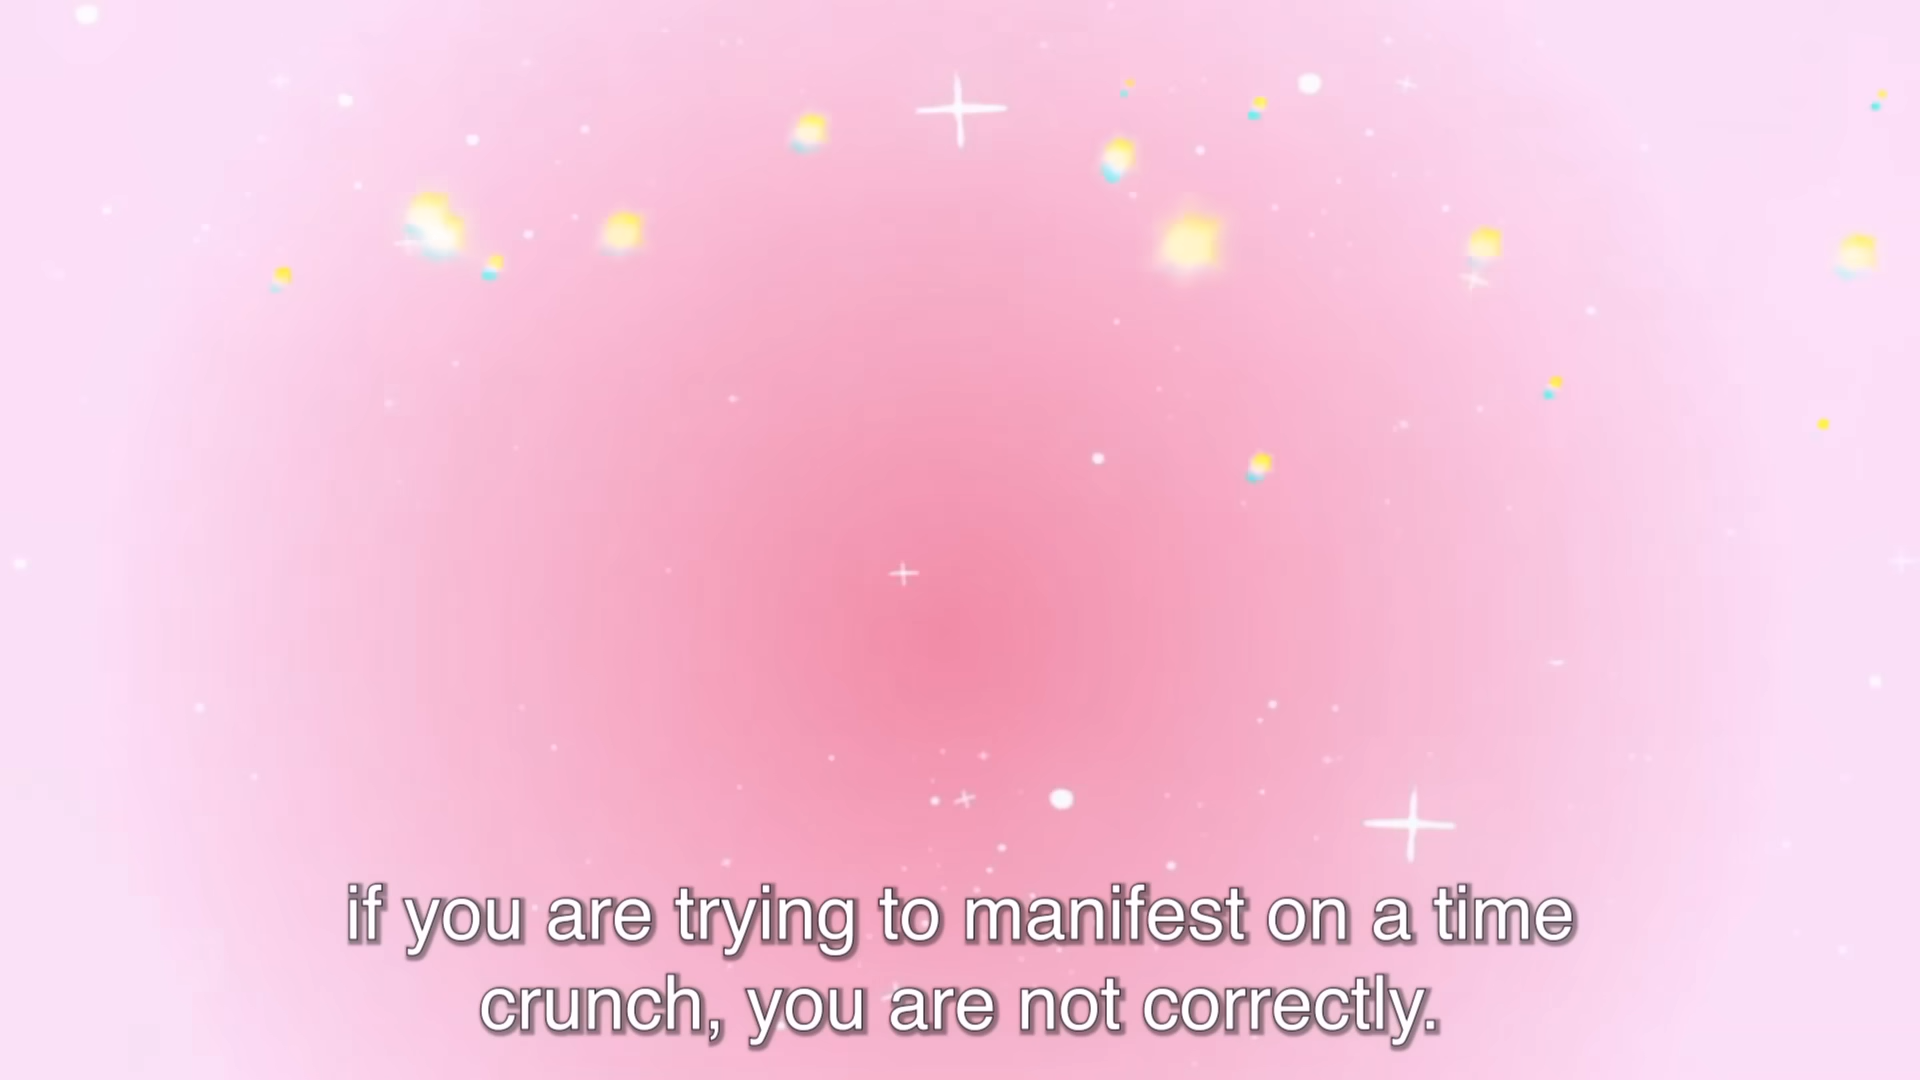 if you are trying to manifest on a time
crunch, you are not correctly.